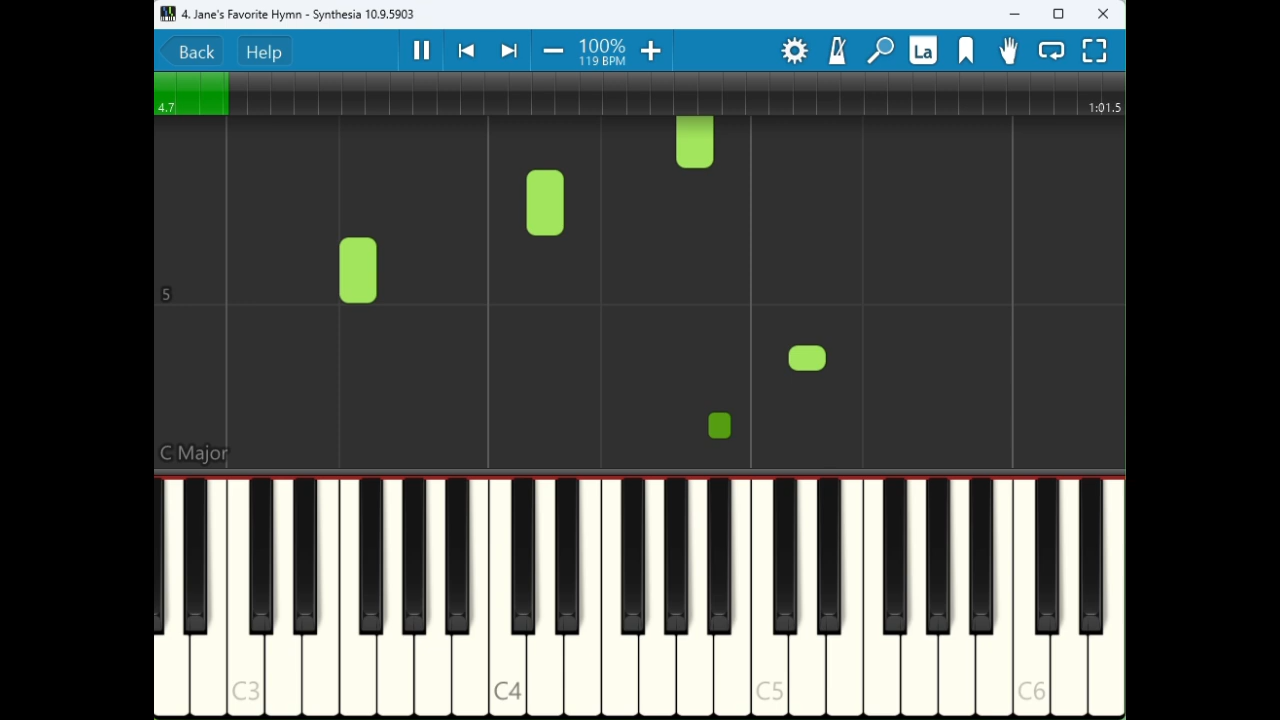 4. Jane's Favorite Hymn - Synthesia 10.9.5903
Back Help 100% La
119 BPM
4.7 1:01.5
5
C Major
C3 C4 C5 C6